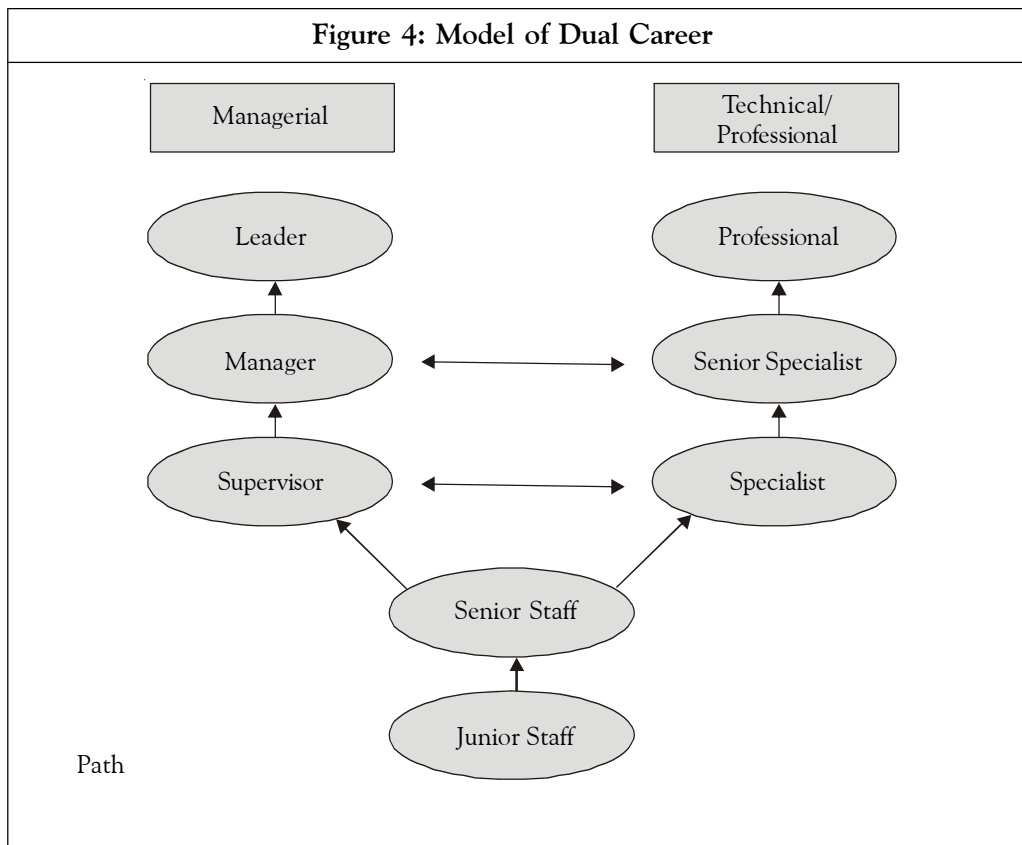 Figure 4: Model of Dual Career
Managerial
Technical/
Professional
Leader
Professional
Manager
Senior Specialist
Supervisor
Specialist
Senior Staff
Junior Staff
Path